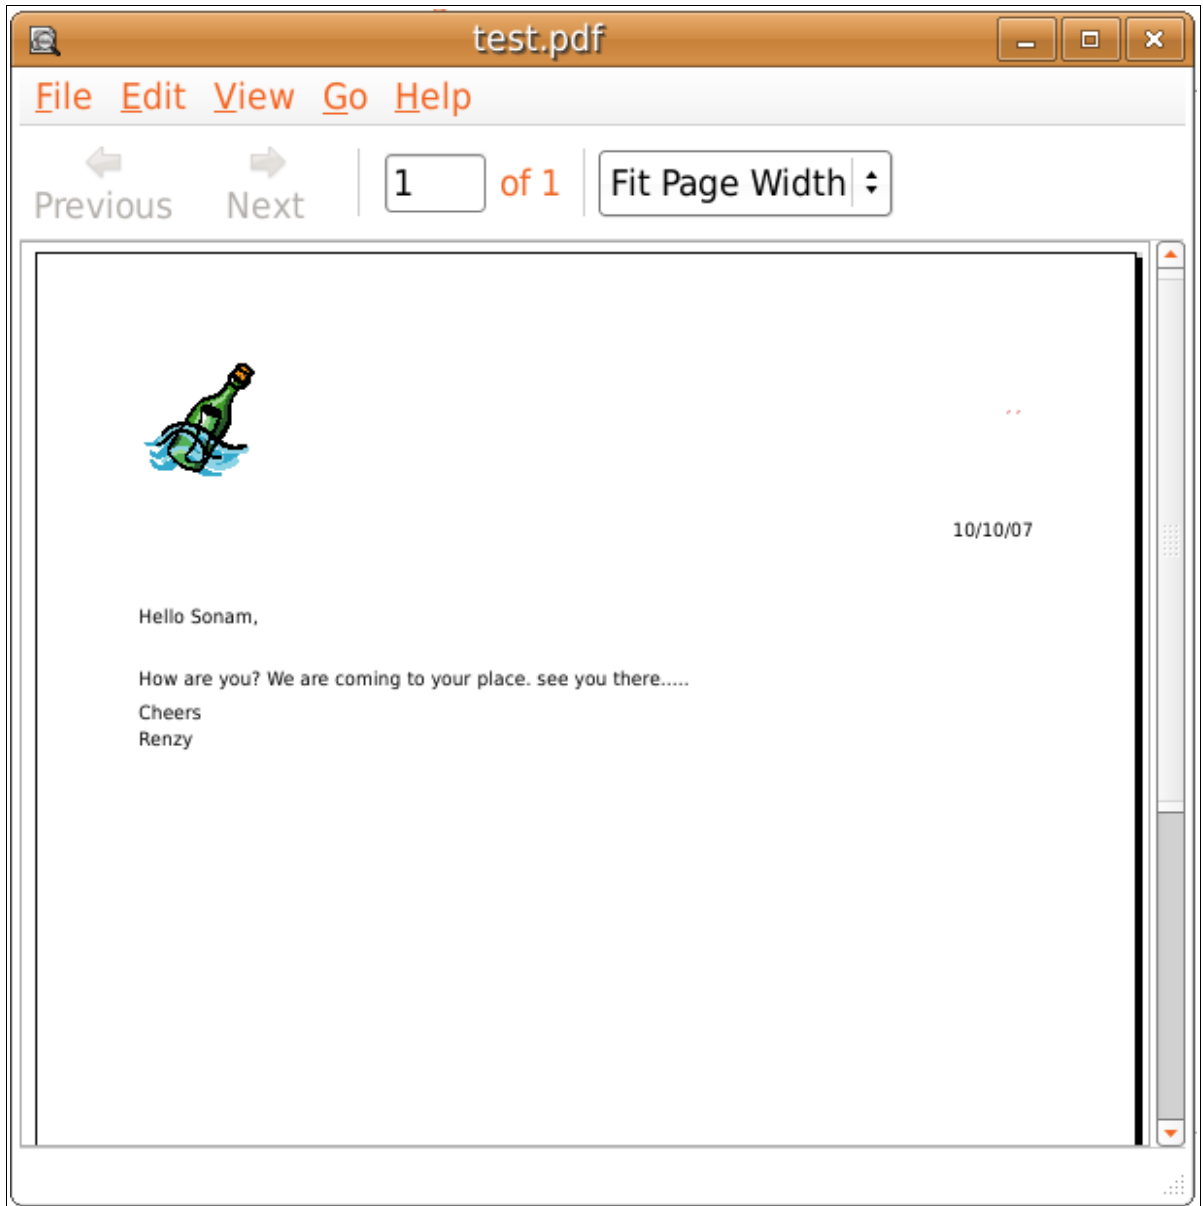 test.pdf
File Edit View Go Help
Previous Next 1 of 1 Fit Page Width
10/10/07
Hello Sonam,
How are you? We are coming to your place. see you there.....
Cheers
Renzy